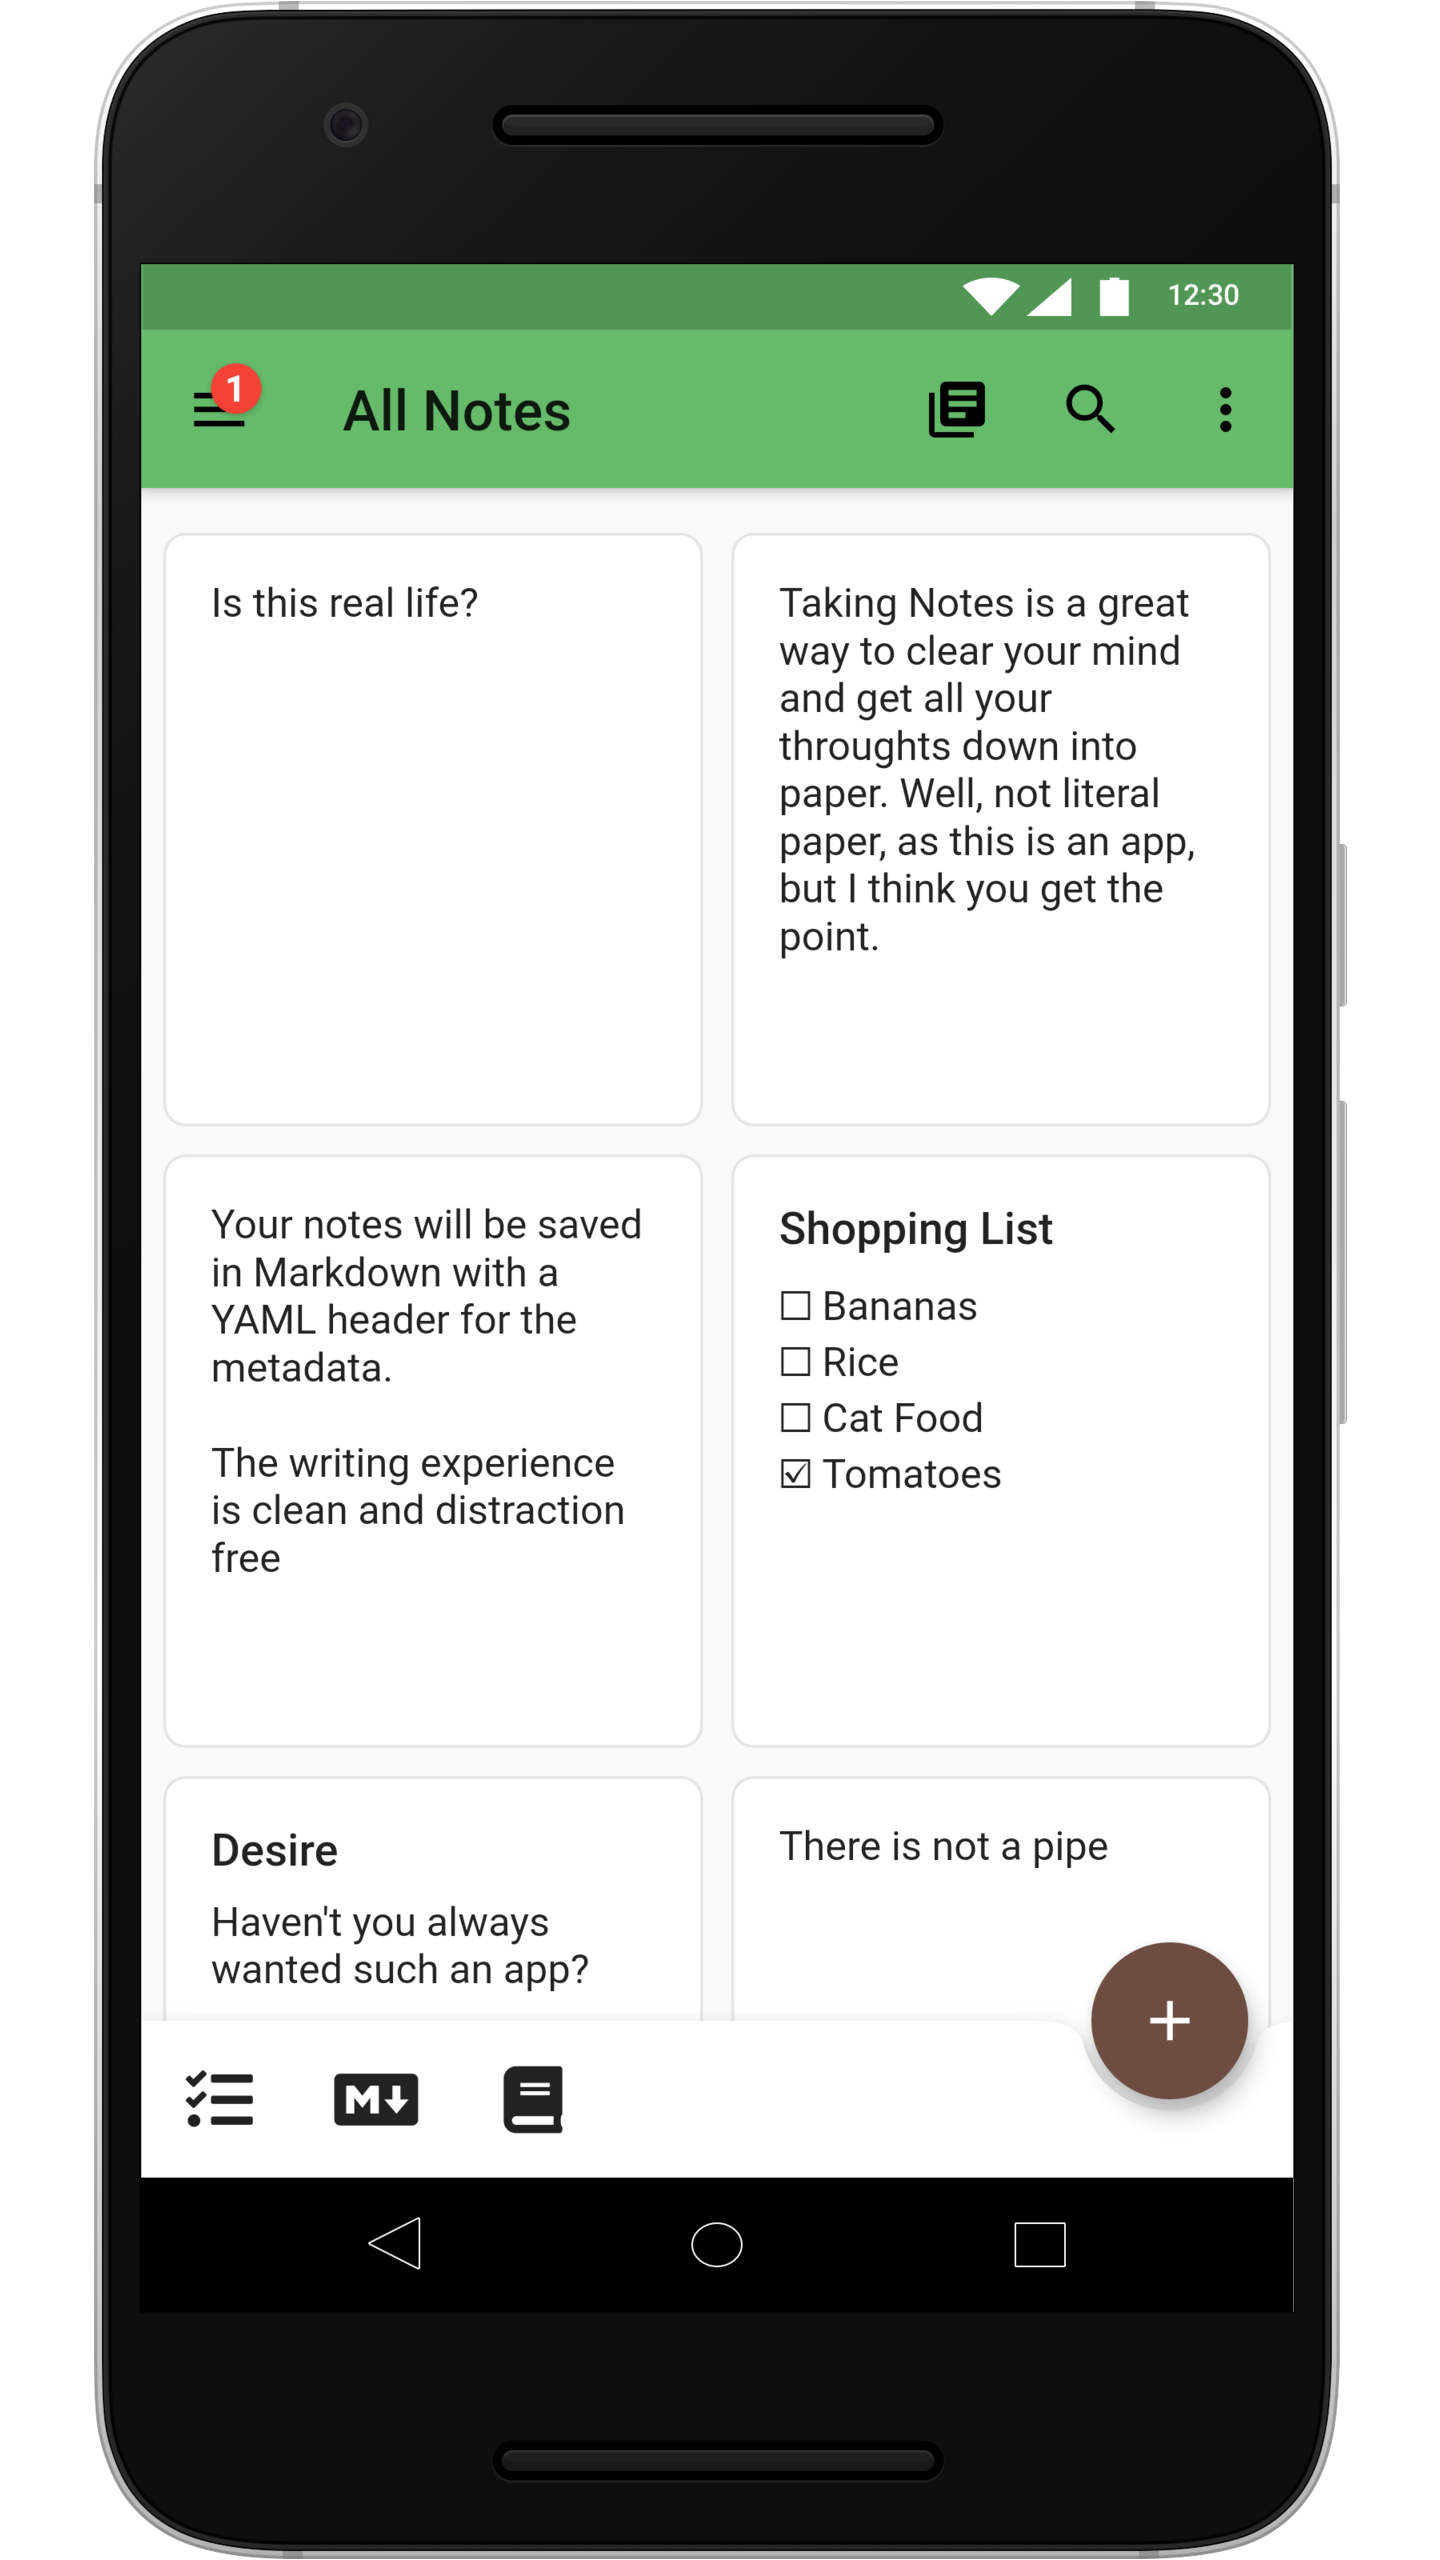 12:30
1
All Notes
Is this real life?
Taking Notes is a great
way to clear your mind
and get all your
throughts down into
paper. Well, not literal
paper, as this is an app,
but I think you get the
point.
Your notes will be saved
in Markdown with a
YAML header for the
metadata.
The writing experience
is clean and distraction
free
Shopping List
☐ Bananas
☐ Rice
☐ Cat Food
☑ Tomatoes
Desire
Haven't you always
wanted such an app?
There is not a pipe
M